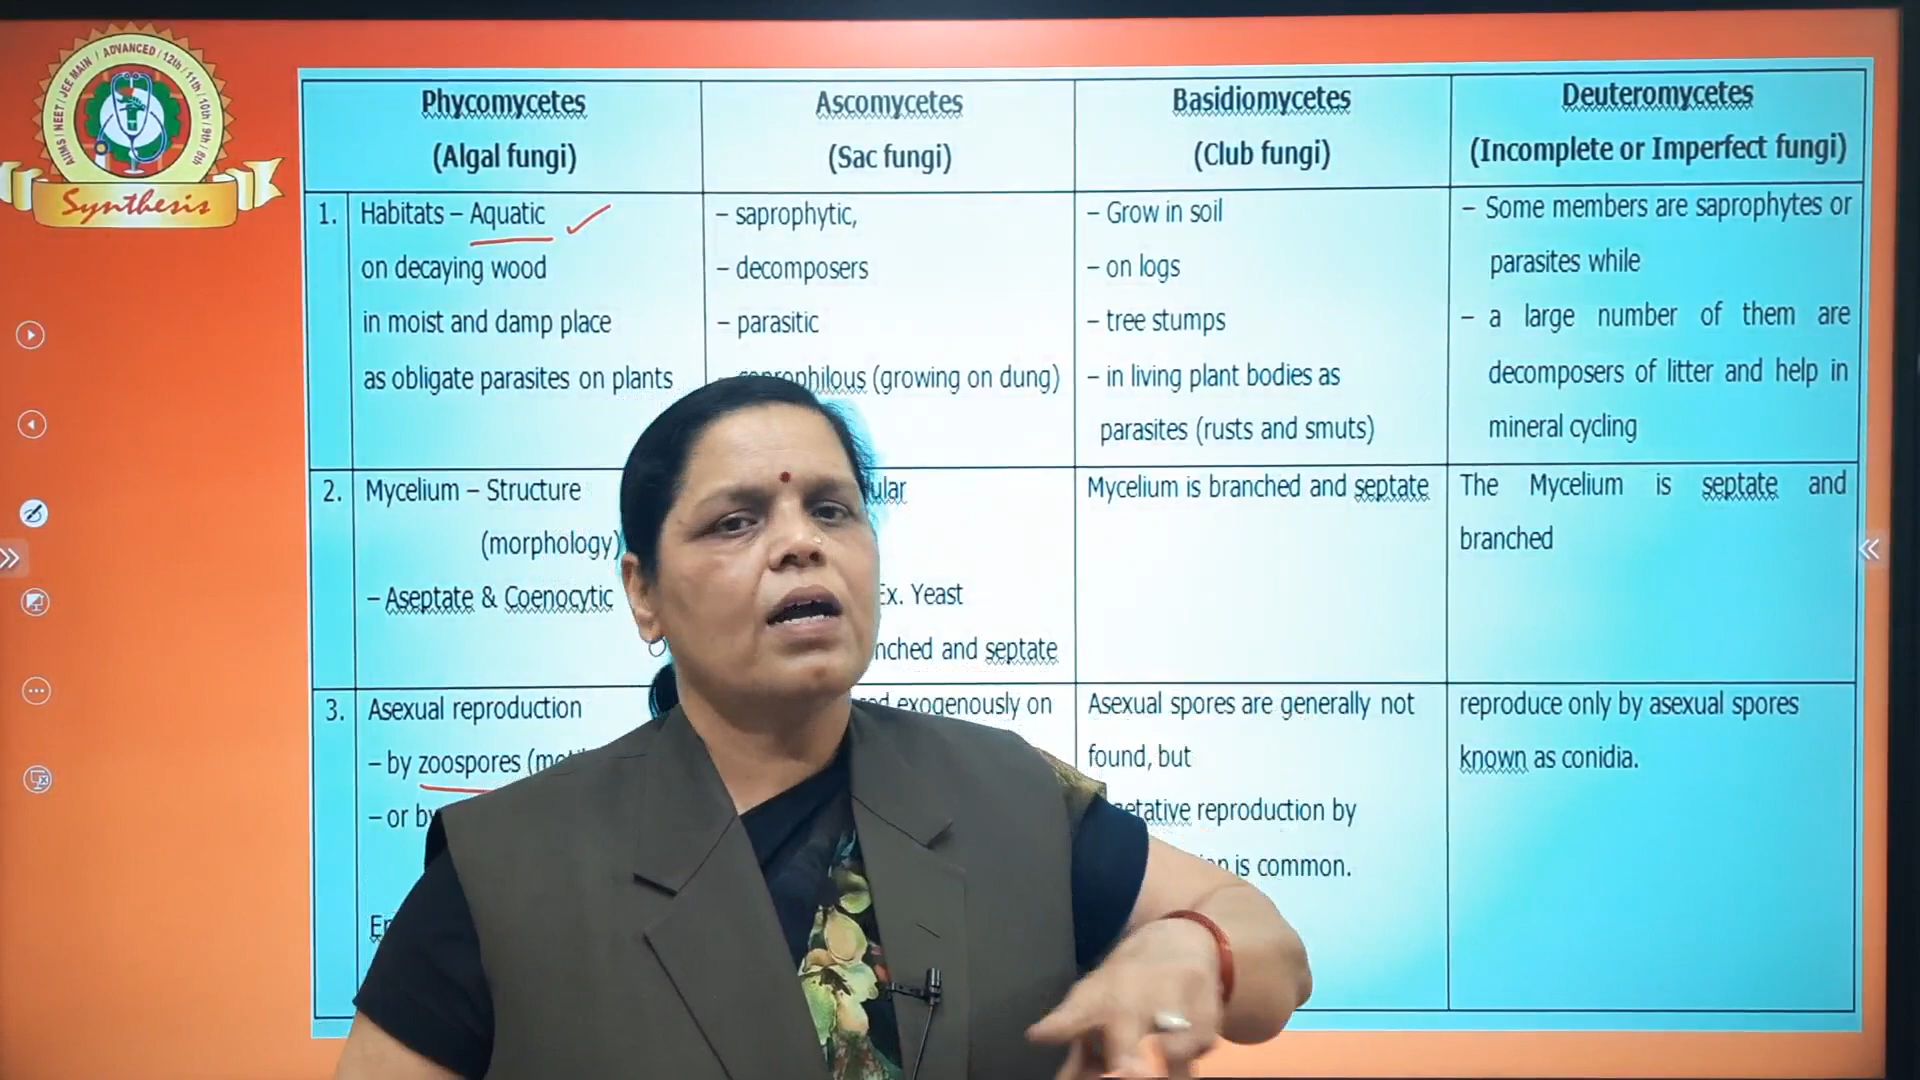 AIIMS / NEET / JEE MAIN / ADVANCED / 12th / 11th / 10th / 9th / 8th
Synthesis
Phycomycetes
(Algal fungi)
Ascomycetes
(Sac fungi)
Basidiomycetes
(Club fungi)
Deuteromycetes
(Incomplete or Imperfect fungi)
1. Habitats – Aquatic
on decaying wood
in moist and damp place
as obligate parasites on plants
– saprophytic,
– decomposers
– parasitic
(growing on dung)
– Grow in soil
– on logs
– tree stumps
– in living plant bodies as
parasites (rusts and smuts)
– Some members are saprophytes or
parasites while
– a large number of them are
decomposers of litter and help in
mineral cycling
2. Mycelium – Structure
(morphology)
– Aseptate & Coenocytic
Ex. Yeast
and septate
Mycelium is branched and septate
The Mycelium is septate and
branched
3. Asexual reproduction
– by zoospores
– or
exogenously on
Asexual spores are generally not
found, but
reproduction by
is common.
reproduce only by asexual spores
known as conidia.